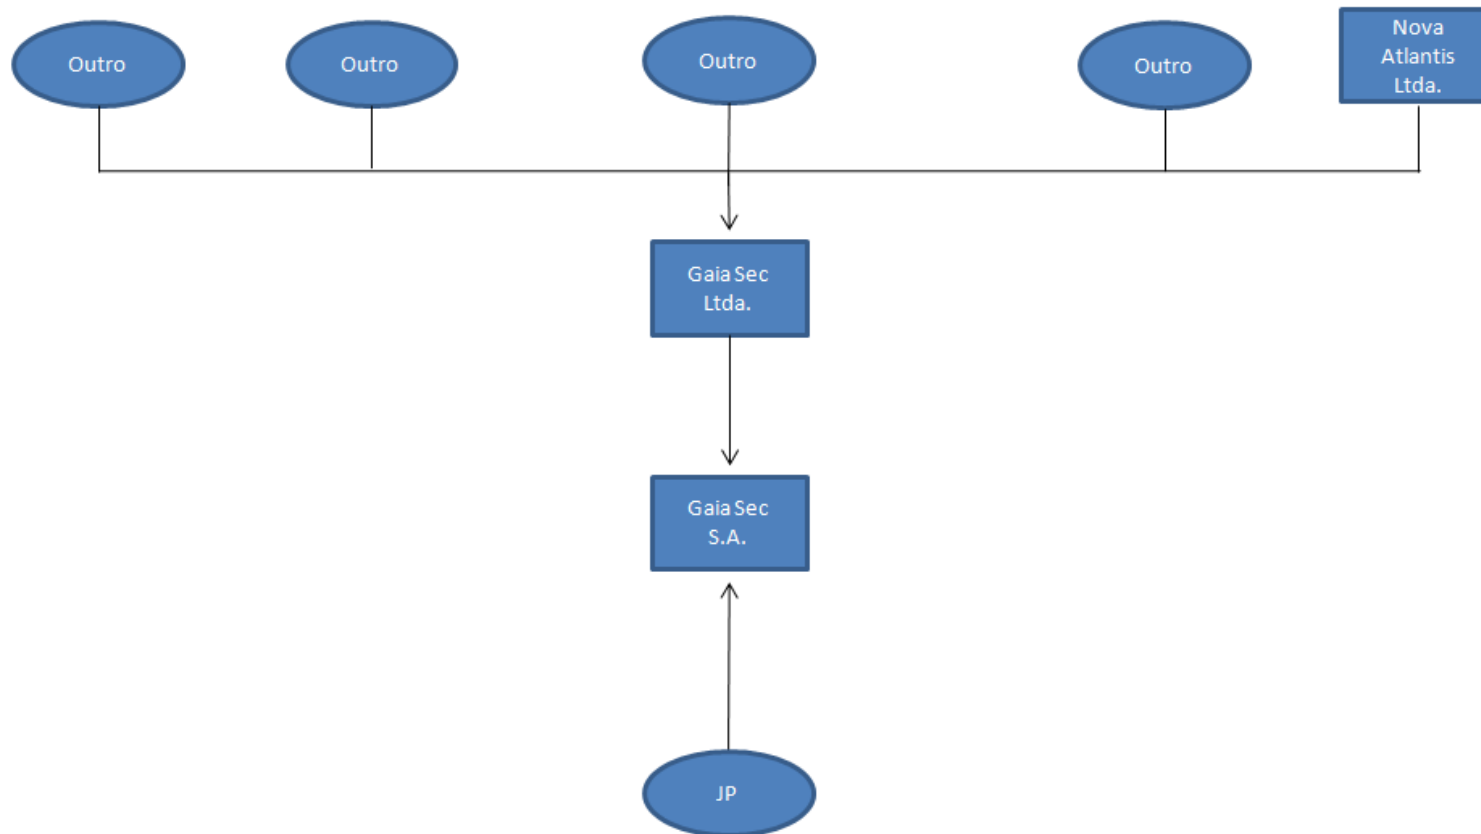 Outro
Outro
Outro
Outro
Nova
Atlantis
Ltda.
Gaia Sec
Ltda.
Gaia Sec
S.A.
JP